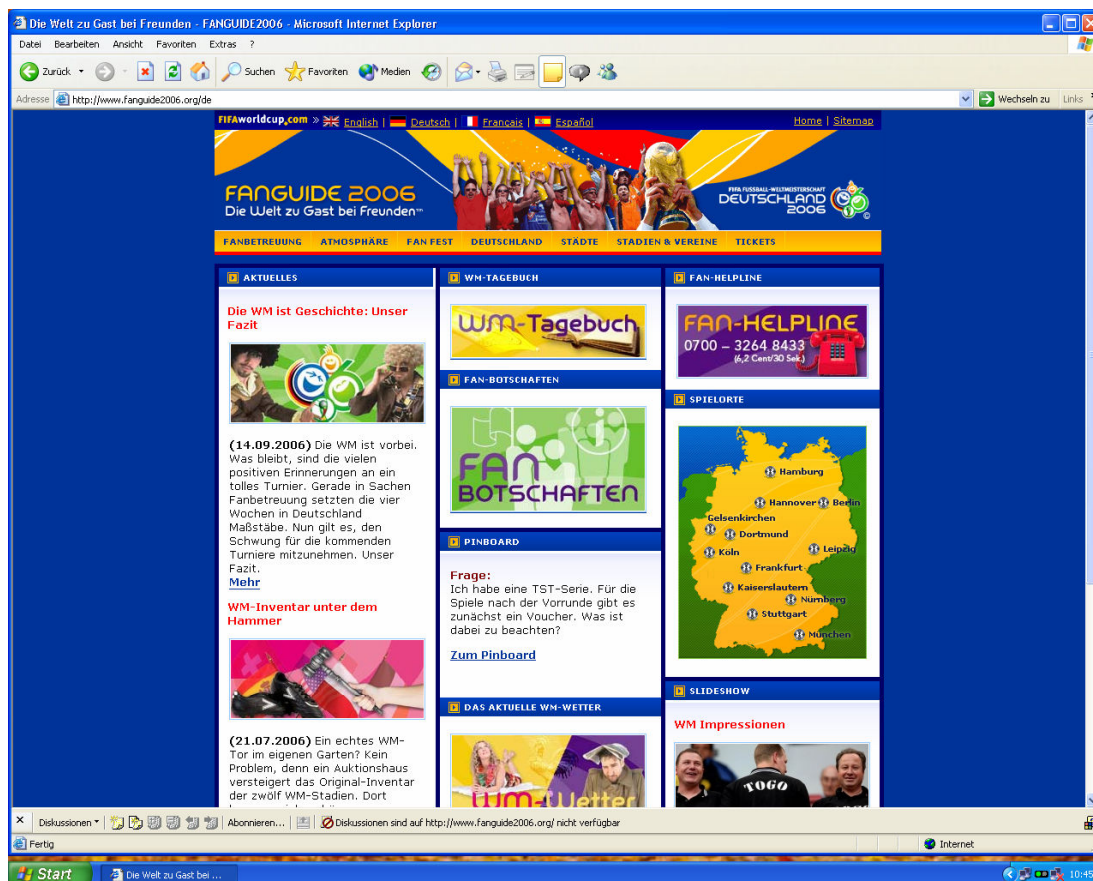 Die Welt zu Gast bei Freunden - FANGUIDE2006 - Microsoft Internet Explorer
Datei Bearbeiten Ansicht Favoriten Extras ?
Zurück Suchen Favoriten Medien
Adresse http://www.fanguide2006.org/de Wechseln zu Links
FIFAworldcup.com » English | Deutsch | Francais | Español Home | Sitemap
FANGUIDE 2006
Die Welt zu Gast bei Freunden™
FIFA FUSSBALL-WELTMEISTERSCHAFT
DEUTSCHLAND
2006
FANBETREUUNG ATMOSPHÄRE FAN FEST DEUTSCHLAND STÄDTE STADIEN & VEREINE TICKETS
AKTUELLES
Die WM ist Geschichte: Unser
Fazit
(14.09.2006) Die WM ist vorbei.
Was bleibt, sind die vielen
positiven Erinnerungen an ein
tolles Turnier. Gerade in Sachen
Fanbetreuung setzten die vier
Wochen in Deutschland
Maßstäbe. Nun gilt es, den
Schwung für die kommenden
Turniere mitzunehmen. Unser
Fazit.
Mehr
WM-Inventar unter dem
Hammer
(21.07.2006) Ein echtes WM-
Tor im eigenen Garten? Kein
Problem, denn ein Auktionshaus
versteigert das Original-Inventar
der zwölf WM-Stadien. Dort
WM-TAGEBUCH
WM-Tagebuch
FAN-BOTSCHAFTEN
FAN
BOTSCHAFTEN
PINBOARD
Frage:
Ich habe eine TST-Serie. Für die
Spiele nach der Vorrunde gibt es
zunächst ein Voucher. Was ist
dabei zu beachten?
Zum Pinboard
DAS AKTUELLE WM-WETTER
WM-Wetter
FAN-HELPLINE
FAN-HELPLINE
0700 – 3264 8433
(6,2 Cent/30 Sek.)
SPIELORTE
Hamburg
Hannover Berlin
Gelsenkirchen
Dortmund
Köln Leipzig
Frankfurt
Kaiserslautern
Nürnberg
Stuttgart
München
SLIDESHOW
WM Impressionen
TOGO
Diskussionen Abonnieren... Diskussionen sind auf http://www.fanguide2006.org/ nicht verfügbar
Fertig Internet
Start Die Welt zu Gast bei ... 10:45